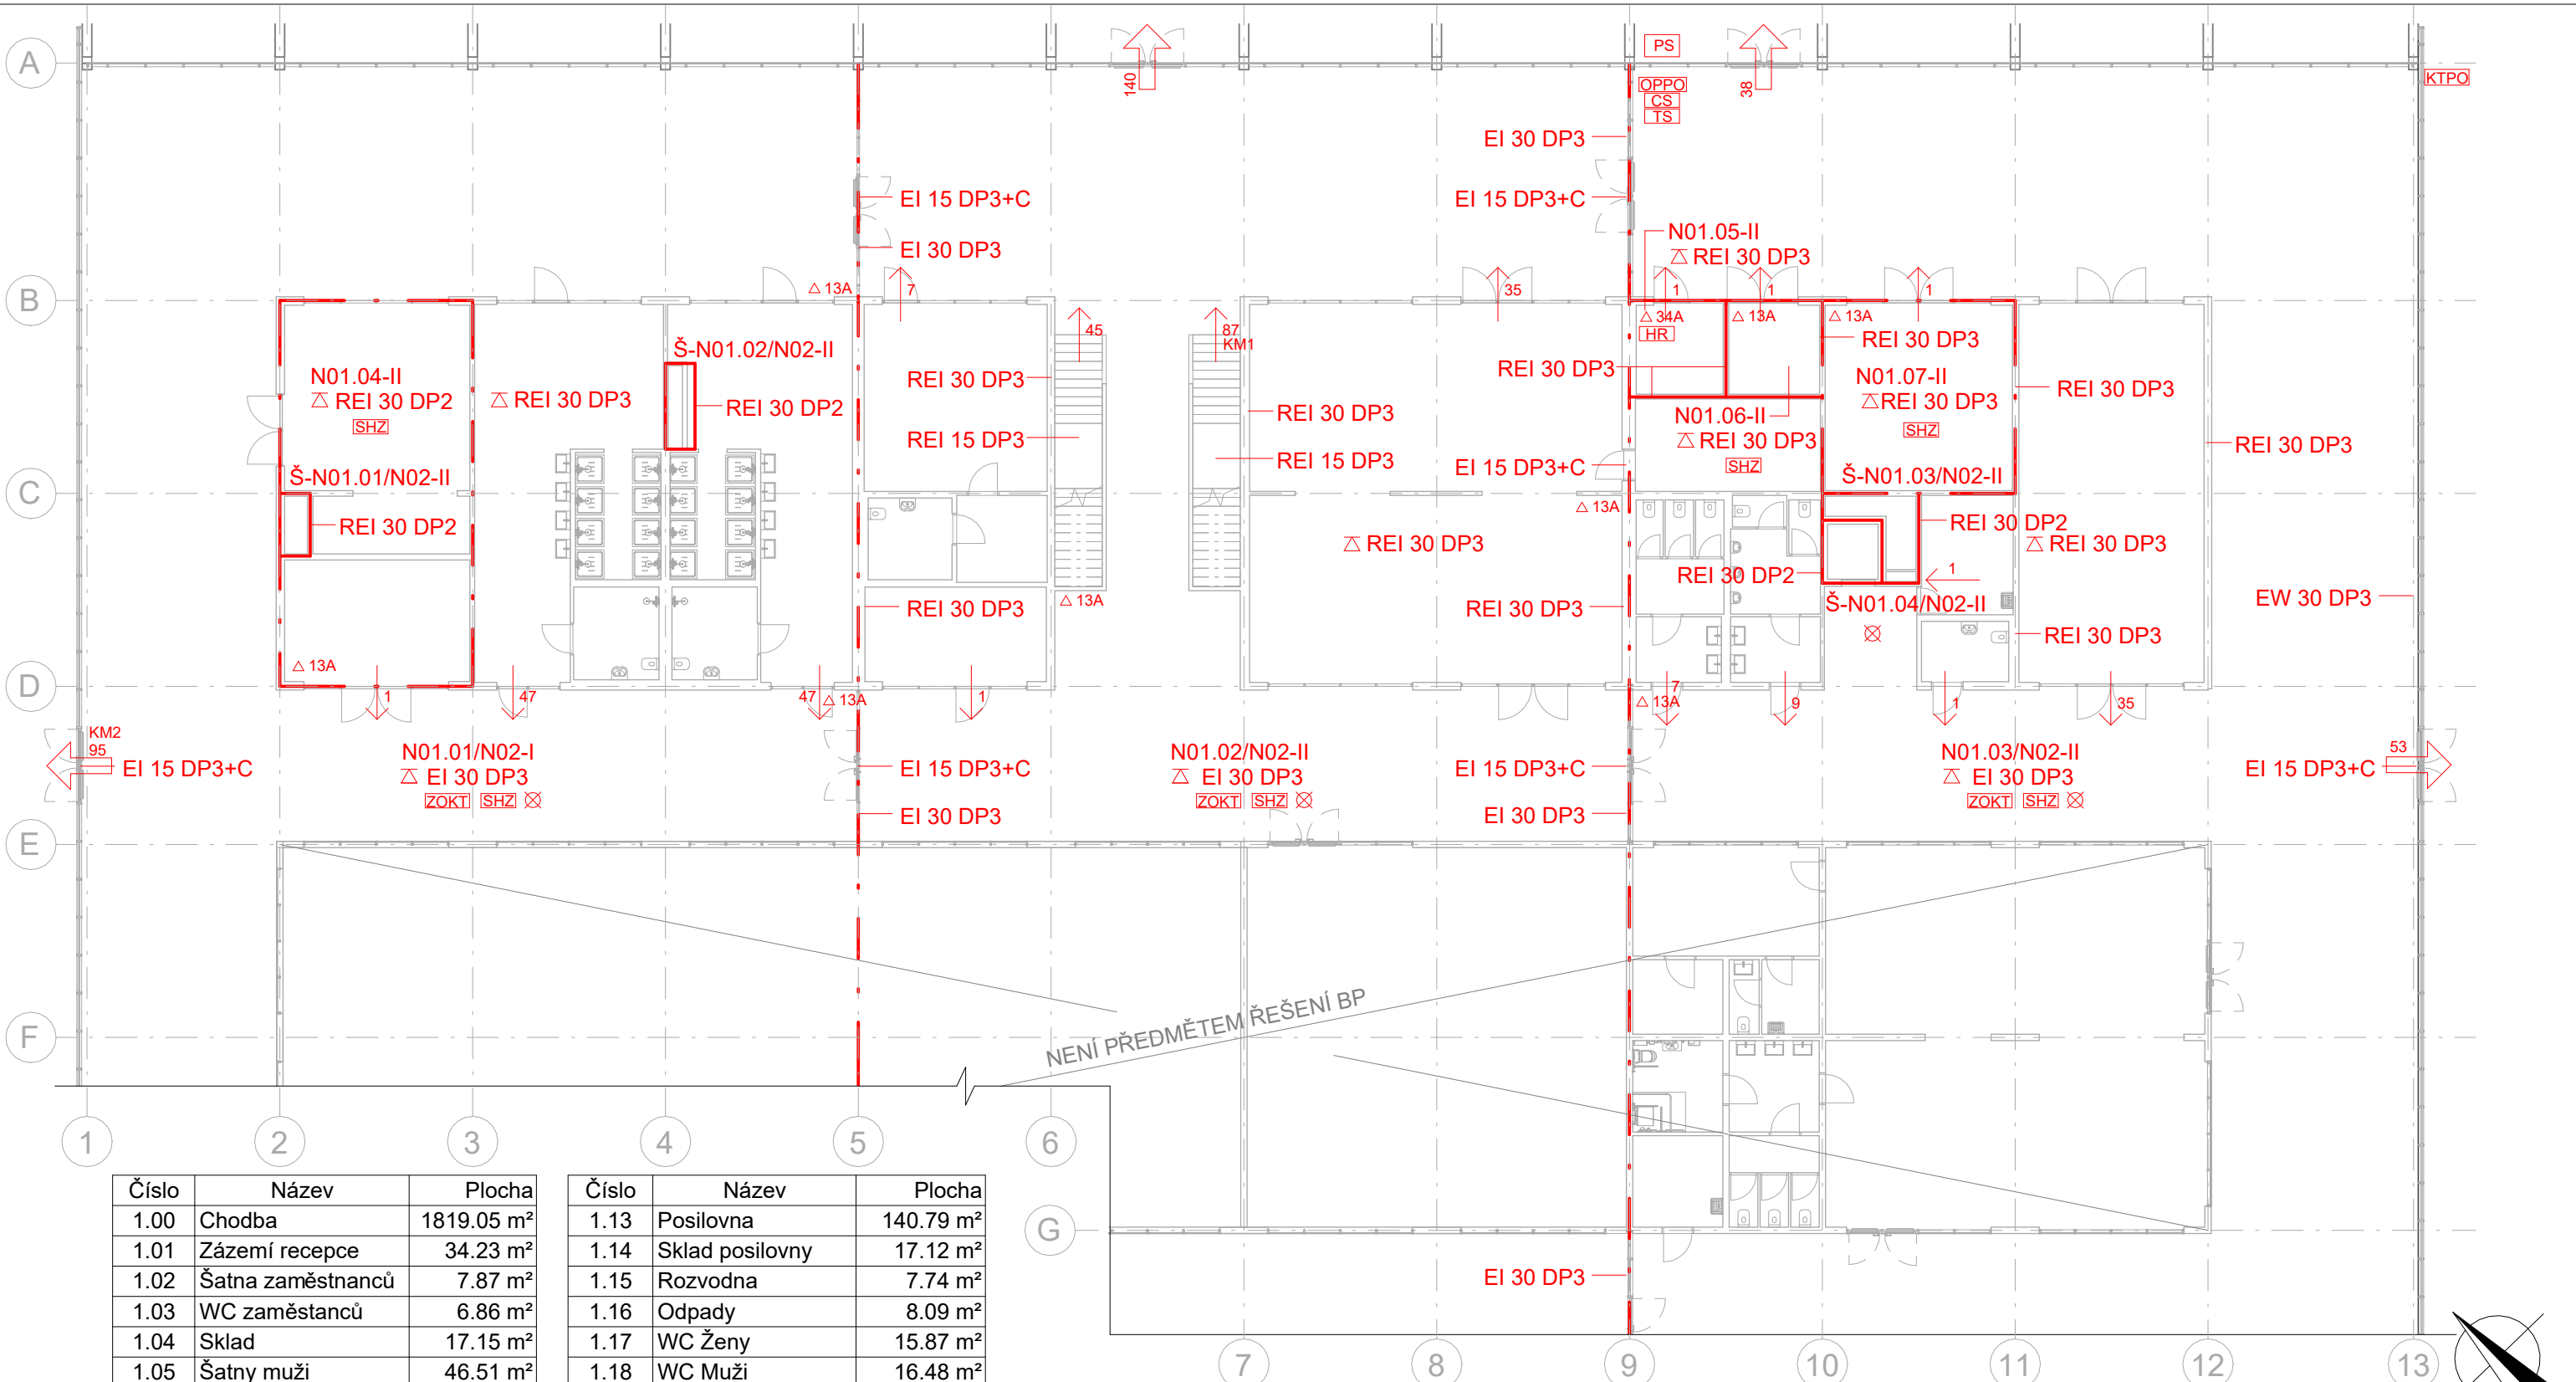 A
140
PS
38
OPPO
CS
TS
KTPO
EI 30 DP3
EI 15 DP3+C
EI 15 DP3+C
EI 30 DP3
N01.05-II
REI 30 DP3
B
13A
7
35
1
1
1
Š-N01.02/N02-II
45
87
KM1
34A
HR
13A
13A
REI 30 DP3
N01.04-II
REI 30 DP2
SHZ
REI 30 DP3
REI 30 DP2
REI 30 DP3
REI 15 DP3
REI 30 DP3
REI 15 DP3
REI 30 DP3
EI 15 DP3+C
N01.06-II
REI 30 DP3
SHZ
N01.07-II
REI 30 DP3
SHZ
REI 30 DP3
REI 30 DP3
C
Š-N01.01/N02-II
REI 30 DP2
13A
Š-N01.03/N02-II
REI 30 DP2
REI 30 DP3
REI 30 DP3
REI 30 DP2
1
REI 30 DP3
13A
REI 30 DP3
Š-N01.04/N02-II
EW 30 DP3
REI 30 DP3
D
13A
1
47
47
13A
1
7
13A
9
1
35
KM2
95
EI 15 DP3+C
N01.01/N02-I
EI 30 DP3
ZOKT SHZ
EI 15 DP3+C
EI 30 DP3
N01.02/N02-II
EI 30 DP3
ZOKT SHZ
EI 15 DP3+C
EI 30 DP3
N01.03/N02-II
EI 30 DP3
ZOKT SHZ
53
EI 15 DP3+C
E
F
NENÍ PŘEDMĚTEM ŘEŠENÍ BP
1 2 3 4 5 6
G
EI 30 DP3
7 8 9 10 11 12 13
Číslo Název Plocha
1.00 Chodba 1819.05 m²
1.01 Zázemí recepce 34.23 m²
1.02 Šatna zaměstnanců 7.87 m²
1.03 WC zaměstanců 6.86 m²
1.04 Sklad 17.15 m²
1.05 Šatny muži 46.51 m²
Číslo Název Plocha
1.13 Posilovna 140.79 m²
1.14 Sklad posilovny 17.12 m²
1.15 Rozvodna 7.74 m²
1.16 Odpady 8.09 m²
1.17 WC Ženy 15.87 m²
1.18 WC Muži 16.48 m²